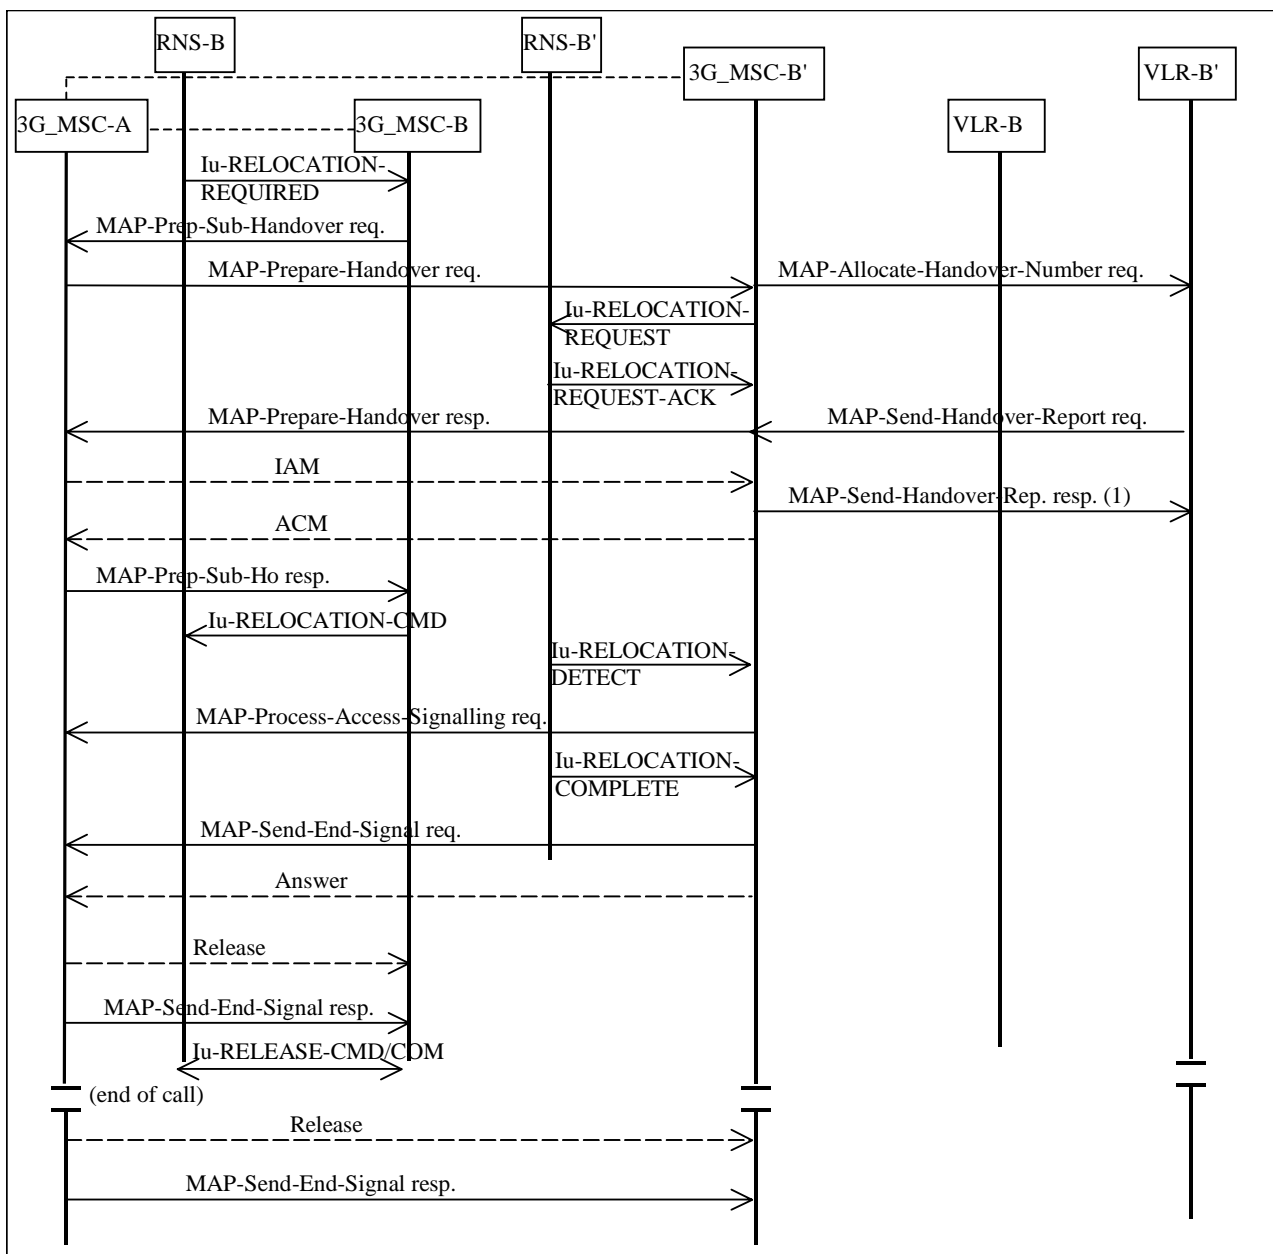 RNS-B
RNS-B'
3G_MSC-B'
VLR-B'
3G_MSC-A
3G_MSC-B
VLR-B
Iu-RELOCATION-
REQUIRED
MAP-Prep-Sub-Handover req.
MAP-Prepare-Handover req.
MAP-Allocate-Handover-Number req.
Iu-RELOCATION-
REQUEST
Iu-RELOCATION-
REQUEST-ACK
MAP-Prepare-Handover resp.
MAP-Send-Handover-Report req.
IAM
MAP-Send-Handover-Rep. resp. (1)
ACM
MAP-Prep-Sub-Ho resp.
Iu-RELOCATION-CMD
Iu-RELOCATION-
DETECT
MAP-Process-Access-Signalling req.
Iu-RELOCATION-
COMPLETE
MAP-Send-End-Signal req.
Answer
Release
MAP-Send-End-Signal resp.
Iu-RELEASE-CMD/COM
(end of call)
Release
MAP-Send-End-Signal resp.